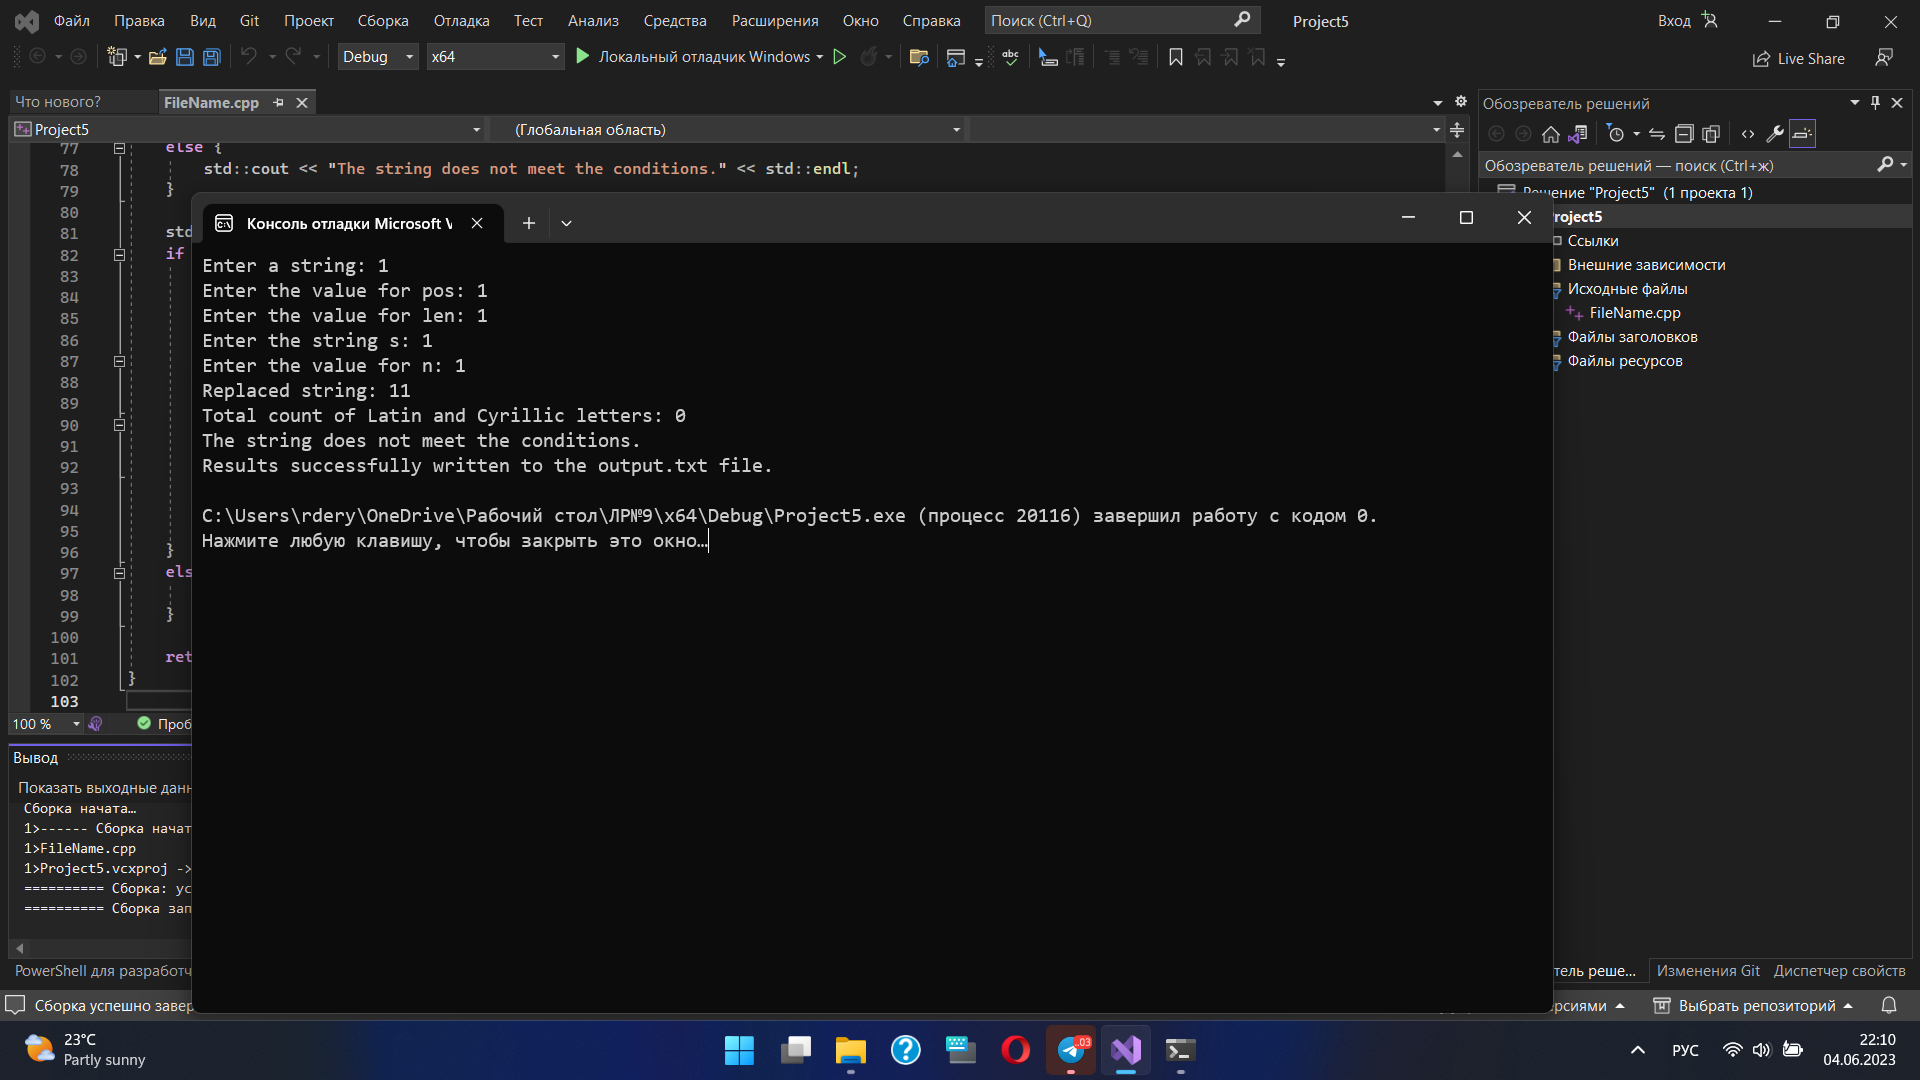 Файл Правка Вид Git Проект Сборка Отладка Тест Анализ Средства Расширения Окно Справка Поиск (Ctrl+Q) Project5 Вход
Debug x64 Локальный отладчик Windows Live Share
Что нового? FileName.cpp
Project5 (Глобальная область)
77 else {
78 std::cout << "The string does not meet the conditions." << std::endl;
79 }
80
81 std
82 if
83
84
85
86
87
88
89
90
91
92
93
94
95
96 }
97 els
98
99 }
100
101 ret
102 }
103
100 % Проб
Обозреватель решений
Обозреватель решений — поиск (Ctrl+ж)
Решение "Project5" (1 проекта 1)
roject5
Ссылки
Внешние зависимости
Исходные файлы
FileName.cpp
Файлы заголовков
Файлы ресурсов
Консоль отладки Microsoft V
Enter a string: 1
Enter the value for pos: 1
Enter the value for len: 1
Enter the string s: 1
Enter the value for n: 1
Replaced string: 11
Total count of Latin and Cyrillic letters: 0
The string does not meet the conditions.
Results successfully written to the output.txt file.
C:\Users\rdery\OneDrive\Рабочий стол\ЛР№9\x64\Debug\Project5.exe (процесс 20116) завершил работу с кодом 0.
Нажмите любую клавишу, чтобы закрыть это окно…
Вывод
Показать выходные данн
Сборка начата…
1>------ Сборка начат
1>FileName.cpp
1>Project5.vcxproj ->
========== Сборка: ус
========== Сборка зап
PowerShell для разработч
тель реше... Изменения Git Диспетчер свойств
Сборка успешно завер
рсиями Выбрать репозиторий
23°C
Partly sunny
.03
РУС
22:10
04.06.2023